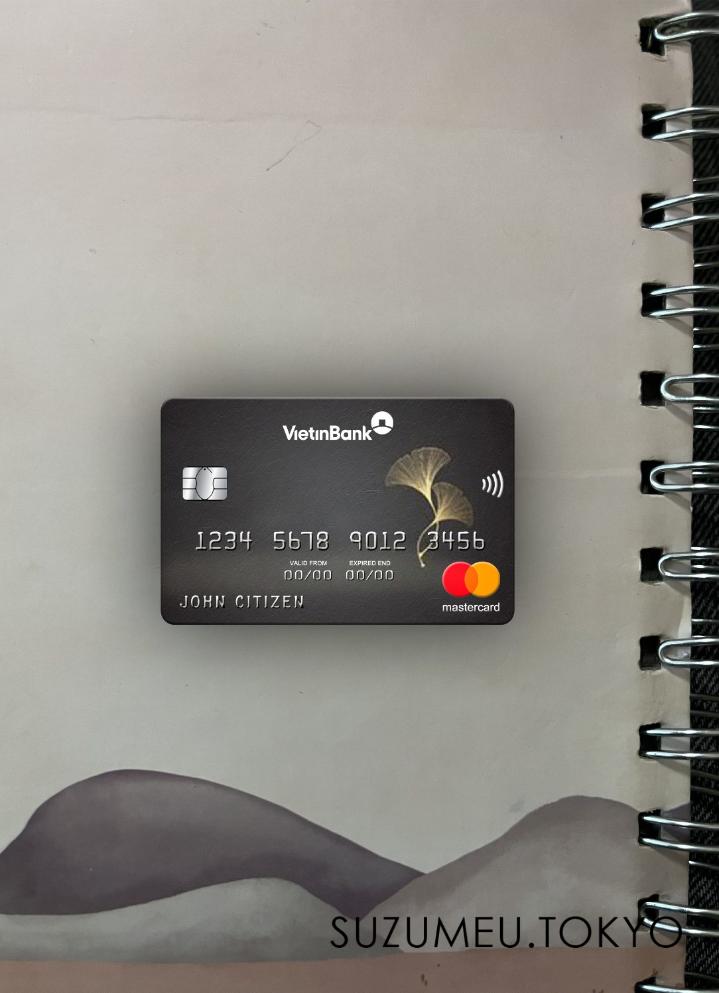 VietinBank
1234 5678 9012 3456
VALID FROM EXPIRED END
00/00 00/00
JOHN CITIZEN
mastercard
SUZUMEU.TOKYO